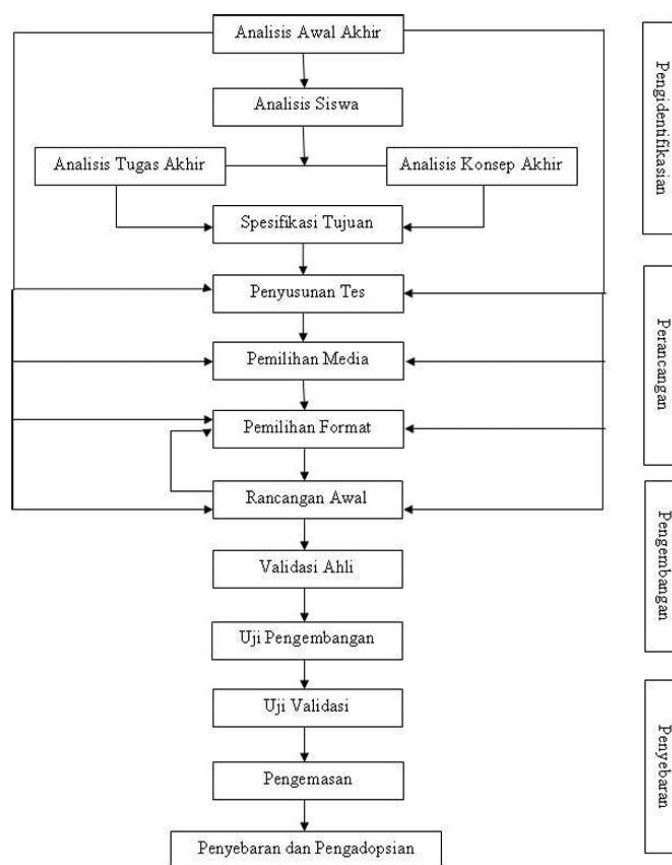 Analisis Awal Akhir
Analisis Siswa
Analisis Tugas Akhir
Analisis Konsep Akhir
Spesifikasi Tujuan
Penyusunan Tes
Pemilihan Media
Pemilihan Format
Rancangan Awal
Validasi Ahli
Uji Pengembangan
Uji Validasi
Pengemasan
Penyebaran dan Pengadopsian
Pengidentifikasian
Perancangan
Pengembangan
Penyebaran